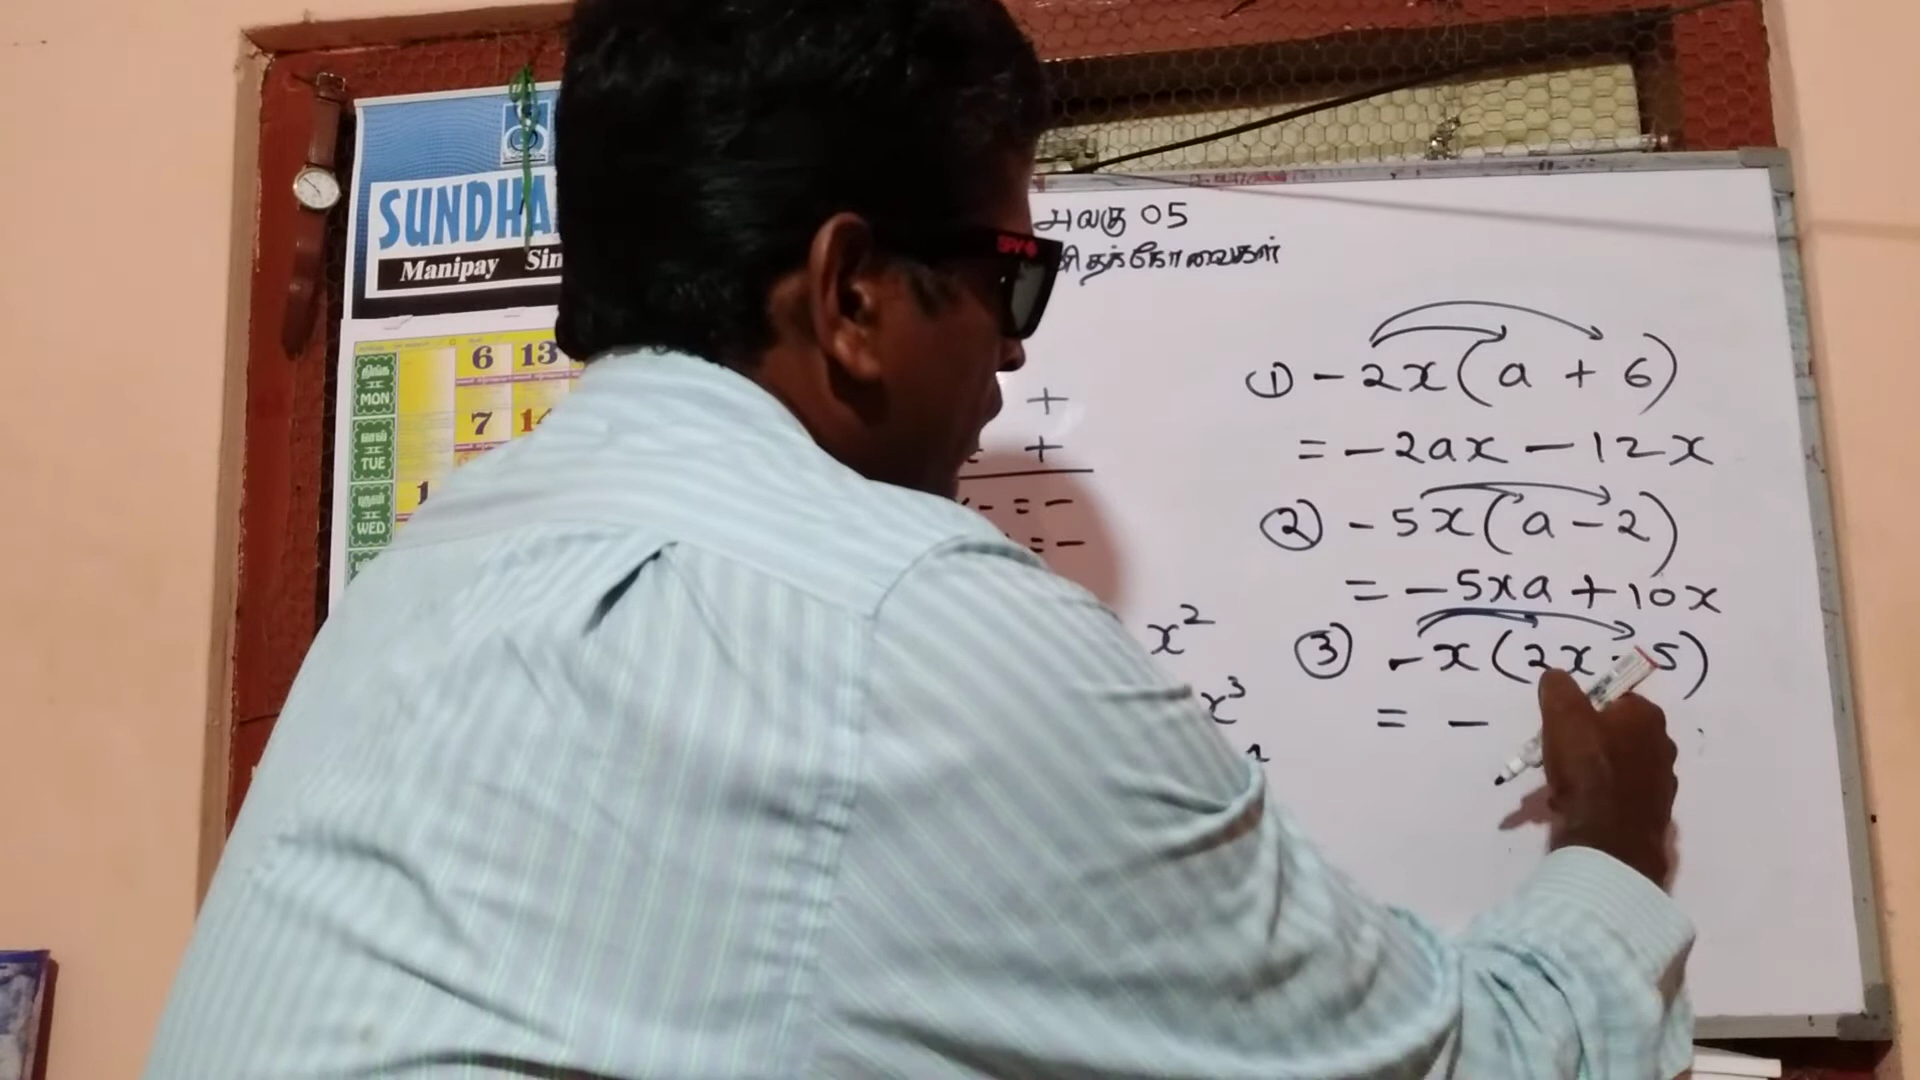 SUNDHA
Manipay Sin
திங்க
MON
6 13
செவ்
TUE
7 14
WED
1
அலகு 05
கோவைகள்
+
+
= -
= -
x²
x³
① - 2x(a + 6)
= - 2ax - 12x
② - 5x(a - 2)
= - 5xa + 10x
③ - x(2x - 5)
= -